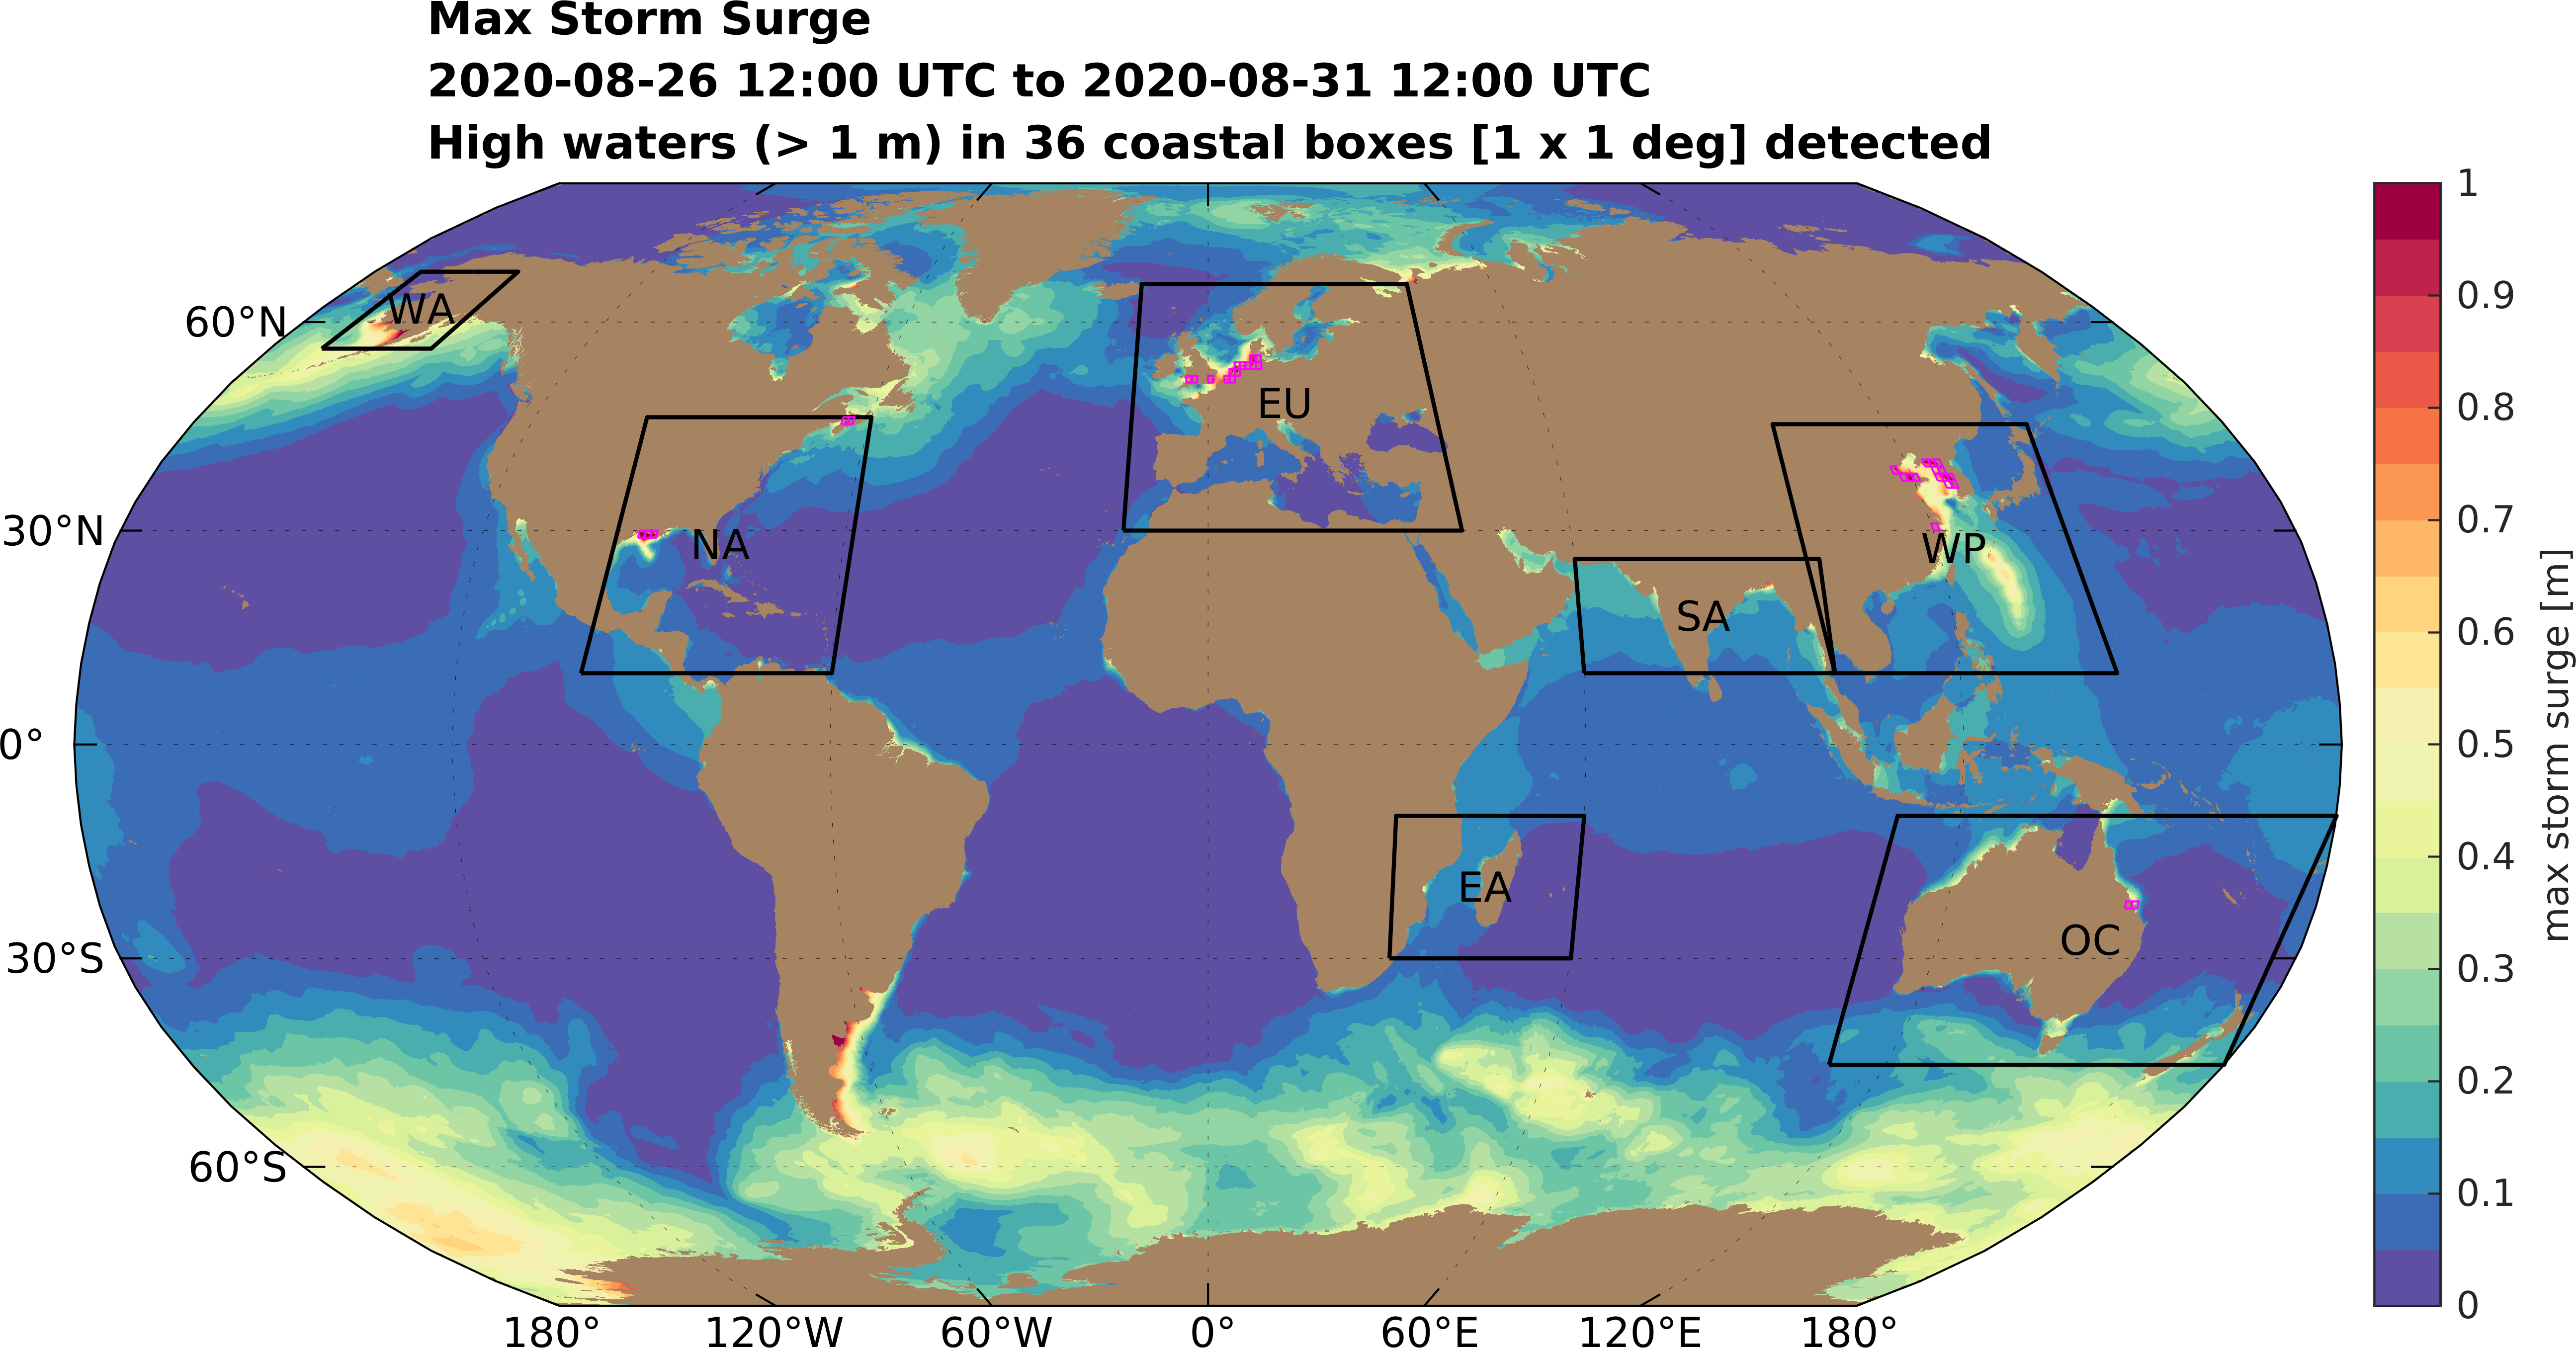 Max Storm Surge
2020-08-26 12:00 UTC to 2020-08-31 12:00 UTC
High waters (> 1 m) in 36 coastal boxes [1 x 1 deg] detected
60°N
30°N
0°
30°S
60°S
WA
NA
EU
SA
WP
EA
OC
180°
120°W
60°W
0°
60°E
120°E
180°
1
0.9
0.8
0.7
0.6
0.5
0.4
0.3
0.2
0.1
0
max storm surge [m]